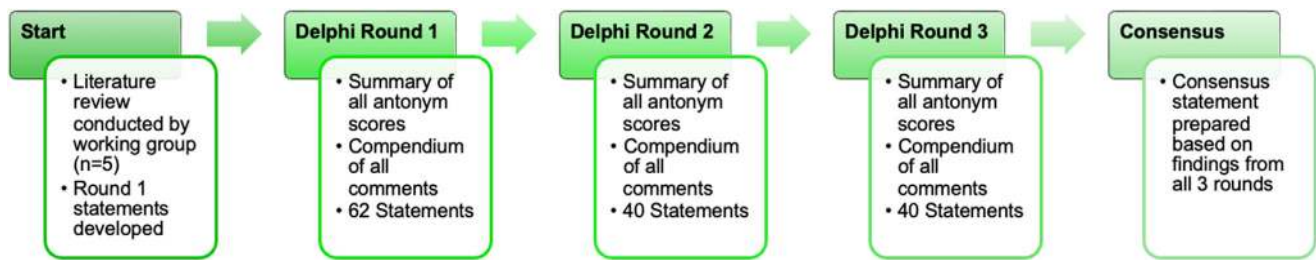 Start
• Literature
review
conducted by
working group
(n=5)
• Round 1
statements
developed
Delphi Round 1
• Summary of
all antonym
scores
• Compendium
of all
comments
• 62 Statements
Delphi Round 2
• Summary of
all antonym
scores
• Compendium
of all
comments
• 40 Statements
Delphi Round 3
• Summary of
all antonym
scores
• Compendium
of all
comments
• 40 Statements
Consensus
• Consensus
statement
prepared
based on
findings from
all 3 rounds